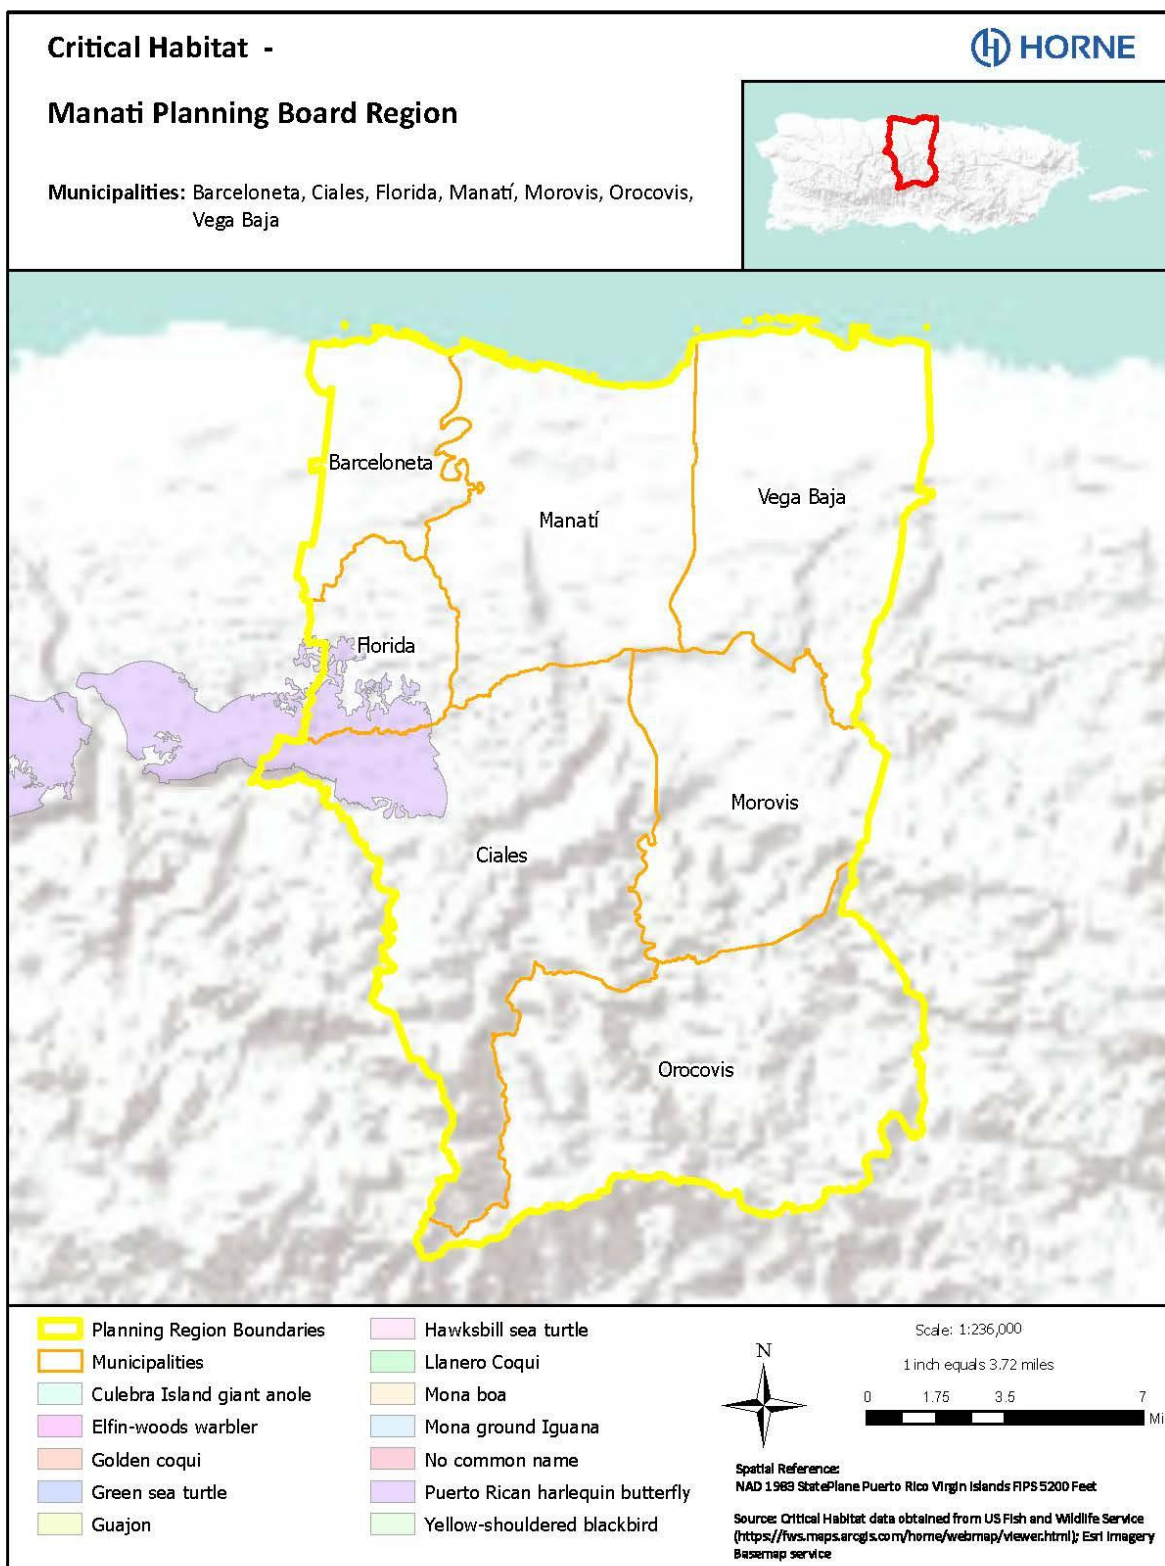 Critical Habitat -
HORNE
Manati Planning Board Region
Municipalities: Barceloneta, Ciales, Florida, Manatí, Morovis, Orocovis,
Vega Baja
Barceloneta
Vega Baja
Manatí
Florida
Morovis
Ciales
Orocovis
Planning Region Boundaries
Municipalities
Culebra Island giant anole
Elfin-woods warbler
Golden coqui
Green sea turtle
Guajon
Hawksbill sea turtle
Llanero Coqui
Mona boa
Mona ground Iguana
No common name
Puerto Rican harlequin butterfly
Yellow-shouldered blackbird
N
Scale: 1:236,000
1 inch equals 3.72 miles
0 1.75 3.5 7
Mi
Spatial Reference:
NAD 1983 StatePlane Puerto Rico Virgin Islands FIPS 5200 Feet
Source: Critical Habitat data obtained from US Fish and Wildlife Service
(https://fws.maps.arcgis.com/home/webmap/viewer.html); Esri Imagery
Basemap service